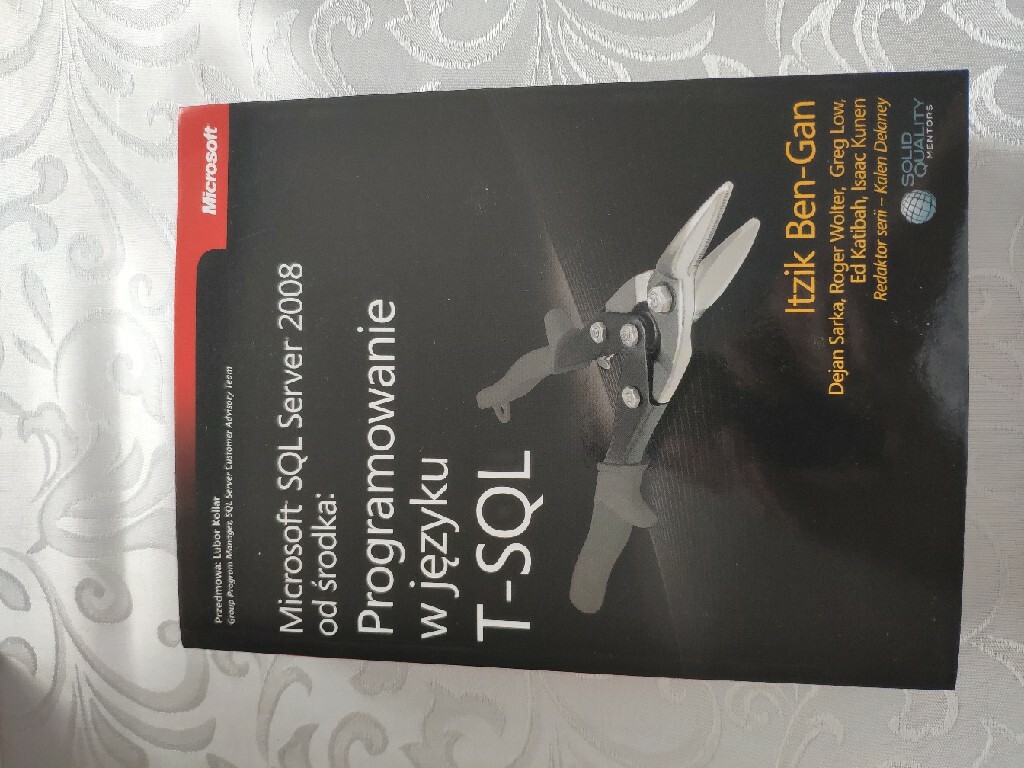 Microsoft
Przedmowa: Lubor Kollar
Group Program Manager, SQL Server Customer Advisory Team
Microsoft SQL Server 2008
od środka:
Programowanie
w języku
T-SQL
Itzik Ben-Gan
Dejan Sarka, Roger Wolter, Greg Low,
Ed Katibah, Isaac Kunen
Redaktor serii – Kalen Delaney
SOLID
QUALITY
MENTORS